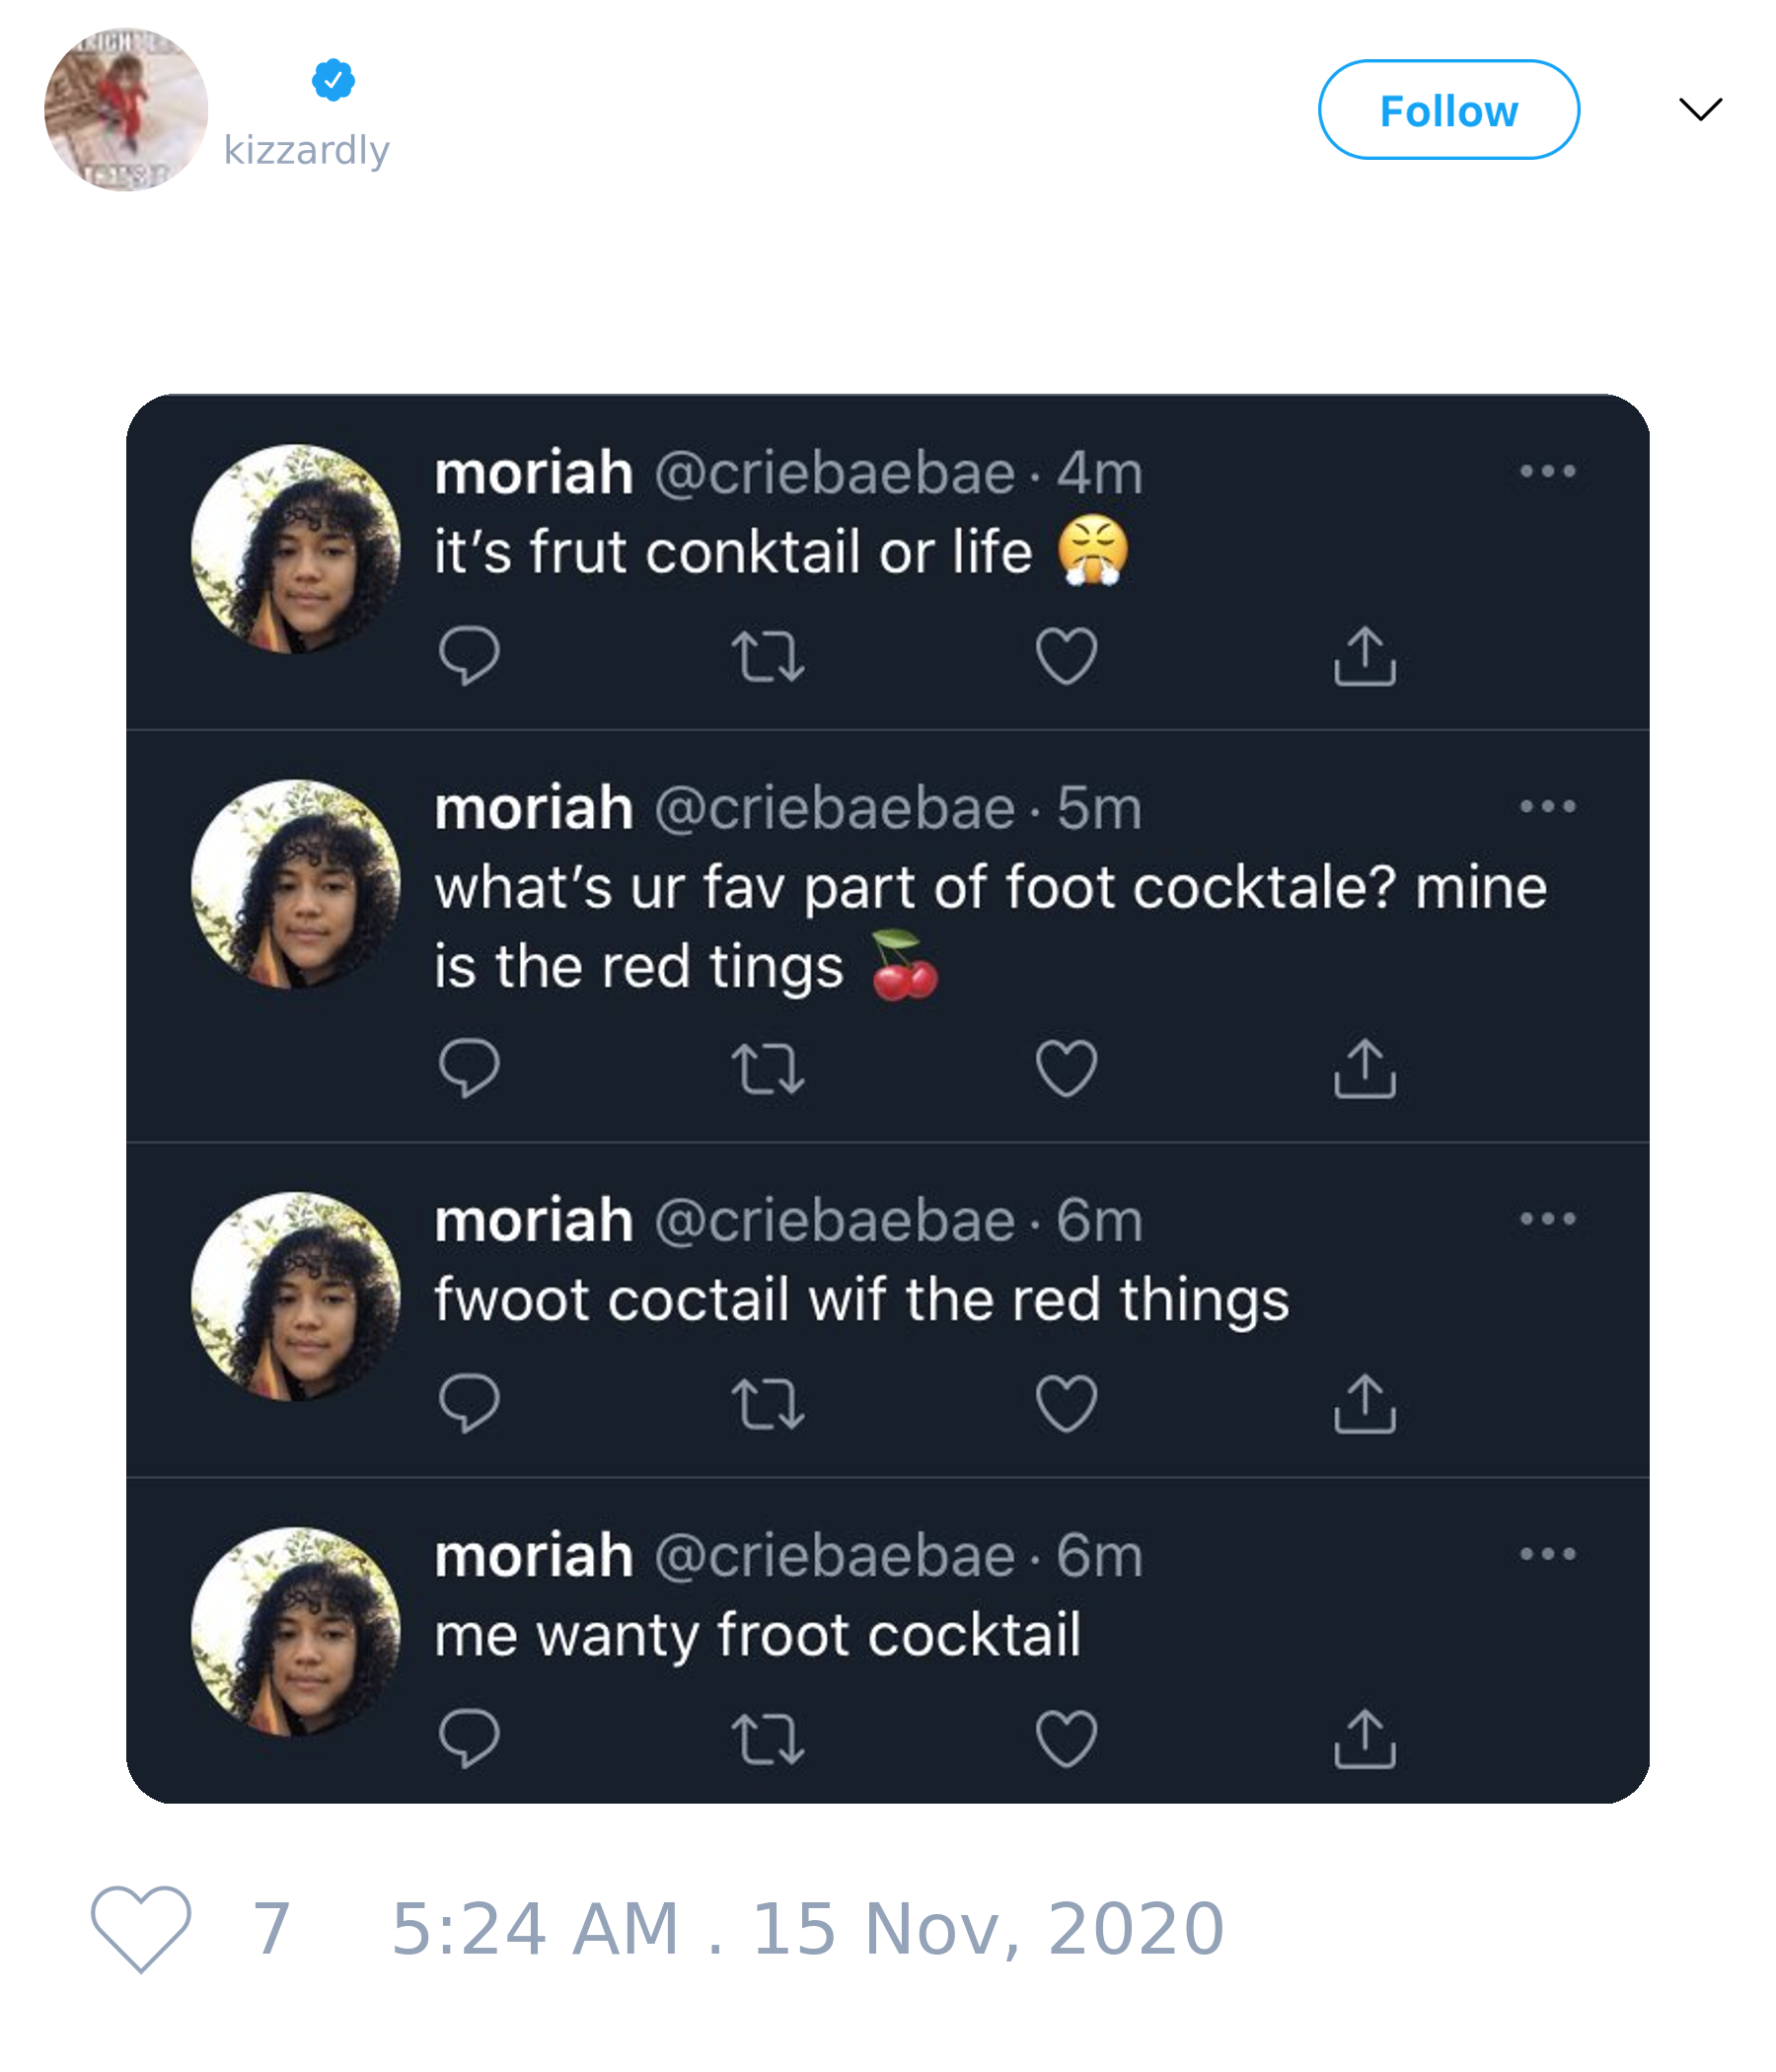 kizzardly
Follow
moriah @criebaebae · 4m
it’s frut conktail or life 😤
moriah @criebaebae · 5m
what’s ur fav part of foot cocktale? mine
is the red tings 🍒
moriah @criebaebae · 6m
fwoot coctail wif the red things
moriah @criebaebae · 6m
me wanty froot cocktail
7 5:24 AM . 15 Nov, 2020